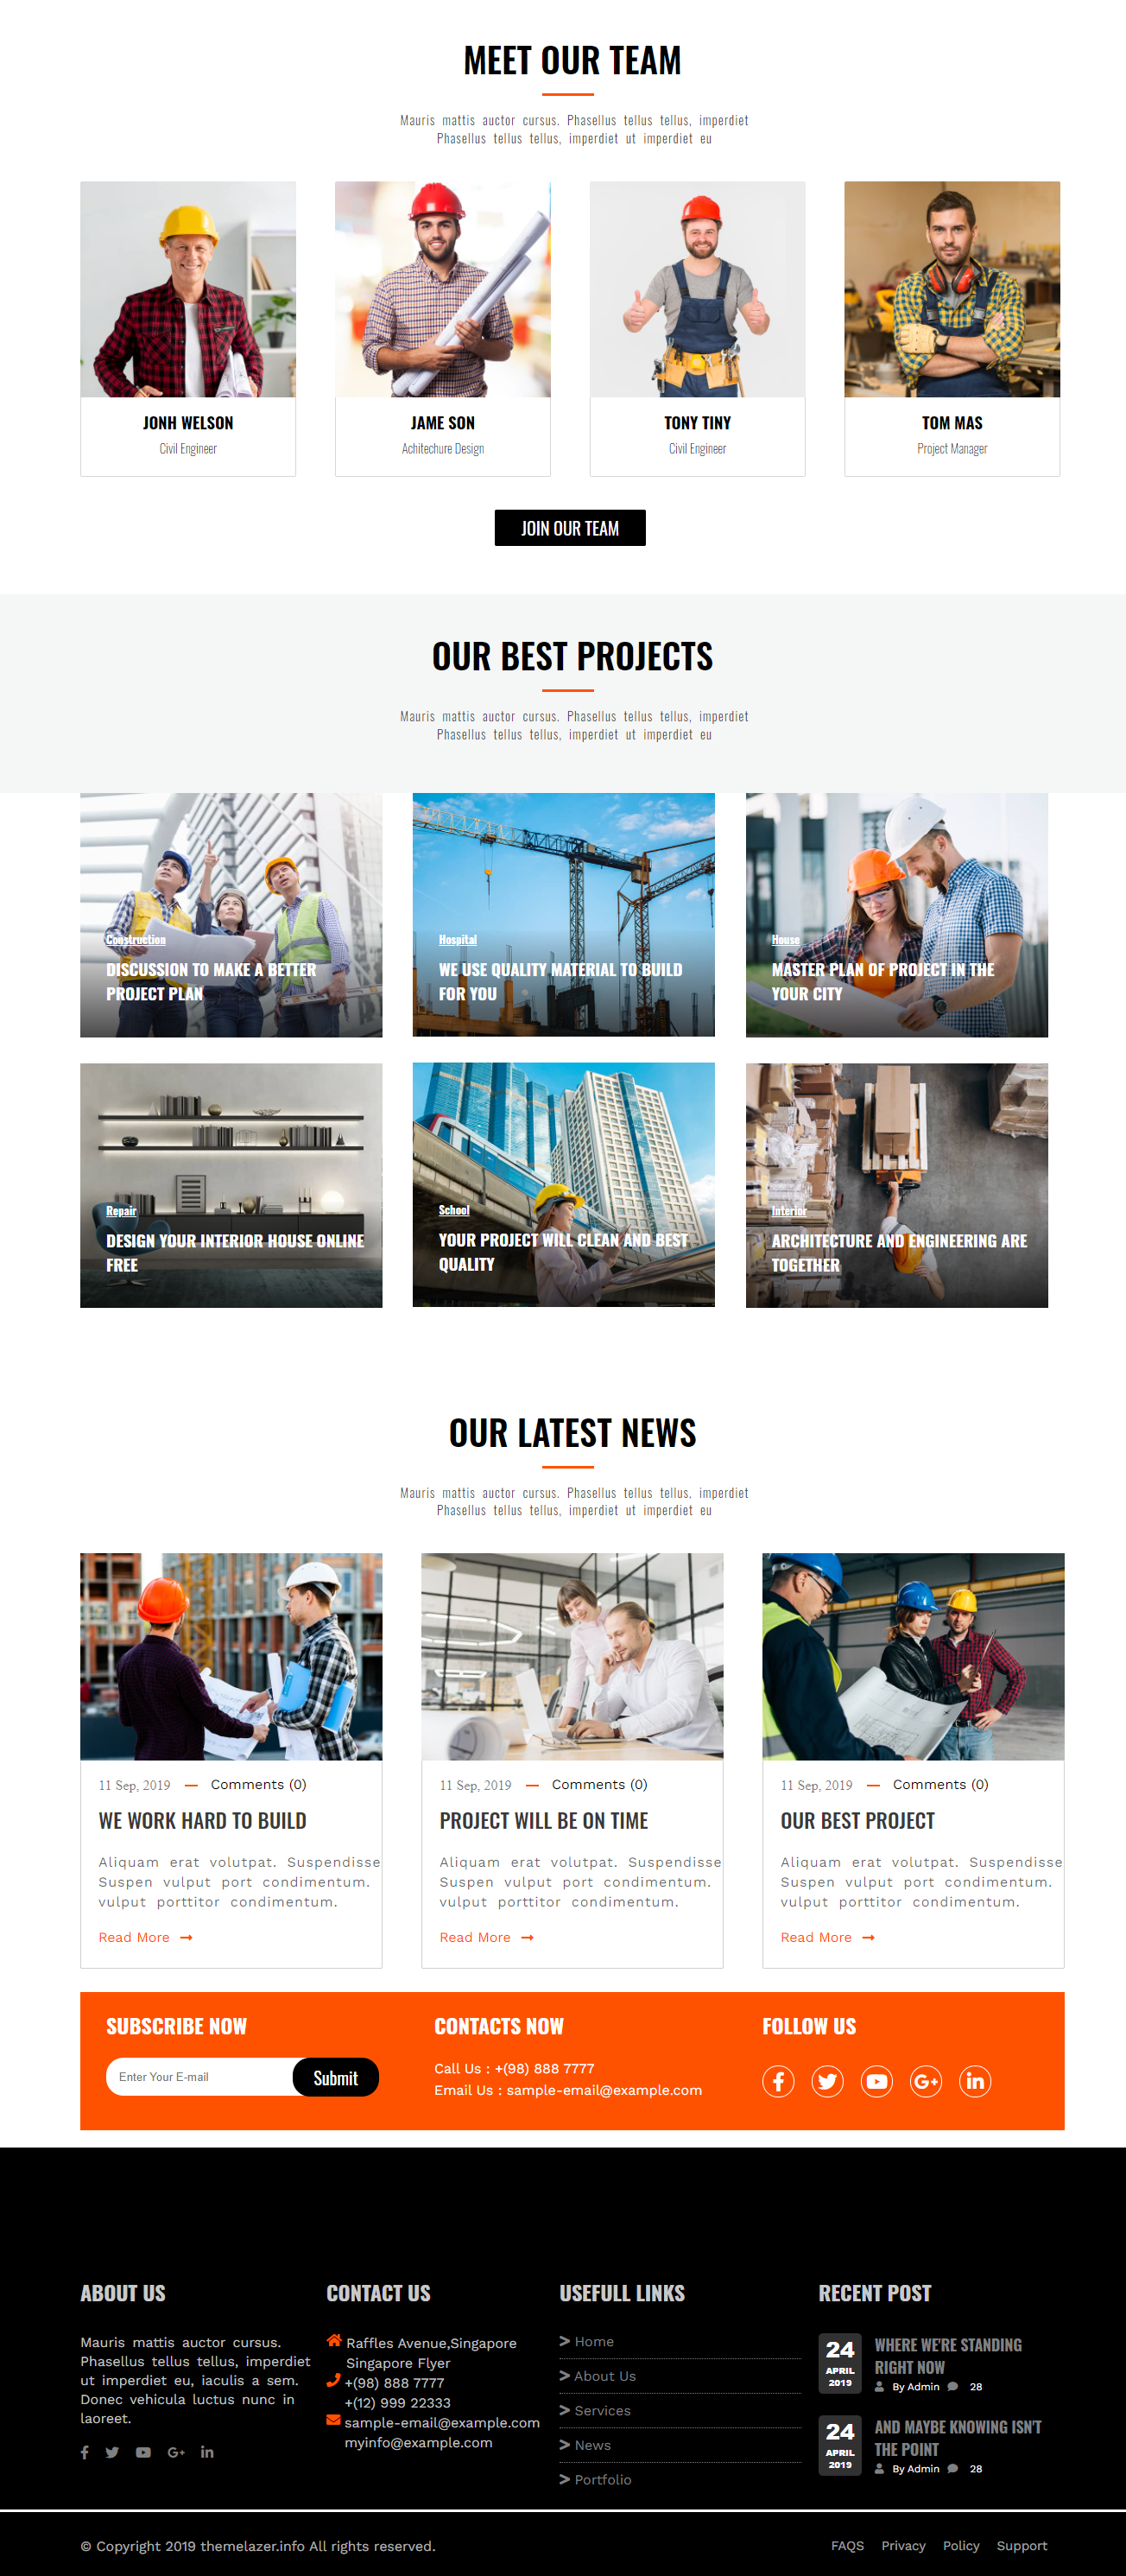 MEET OUR TEAM
Mauris mattis auctor cursus. Phasellus tellus tellus, imperdiet
Phasellus tellus tellus, imperdiet ut imperdiet eu
JONH WELSON
Civil Engineer
JAME SON
Achitechure Design
TONY TINY
Civil Engineer
TOM MAS
Project Manager
JOIN OUR TEAM
OUR BEST PROJECTS
Mauris mattis auctor cursus. Phasellus tellus tellus, imperdiet
Phasellus tellus tellus, imperdiet ut imperdiet eu
Construction
DISCUSSION TO MAKE A BETTER
PROJECT PLAN
Hospital
WE USE QUALITY MATERIAL TO BUILD
FOR YOU
House
MASTER PLAN OF PROJECT IN THE
YOUR CITY
Repair
DESIGN YOUR INTERIOR HOUSE ONLINE
FREE
School
YOUR PROJECT WILL CLEAN AND BEST
QUALITY
Interior
ARCHITECTURE AND ENGINEERING ARE
TOGETHER
OUR LATEST NEWS
Mauris mattis auctor cursus. Phasellus tellus tellus, imperdiet
Phasellus tellus tellus, imperdiet ut imperdiet eu
11 Sep, 2019 — Comments (0)
WE WORK HARD TO BUILD
Aliquam erat volutpat. Suspendisse
Suspen vulput port condimentum.
vulput porttitor condimentum.
Read More
11 Sep, 2019 — Comments (0)
PROJECT WILL BE ON TIME
Aliquam erat volutpat. Suspendisse
Suspen vulput port condimentum.
vulput porttitor condimentum.
Read More
11 Sep, 2019 — Comments (0)
OUR BEST PROJECT
Aliquam erat volutpat. Suspendisse
Suspen vulput port condimentum.
vulput porttitor condimentum.
Read More
SUBSCRIBE NOW
Enter Your E-mail
Submit
CONTACTS NOW
Call Us : +(98) 888 7777
Email Us : sample-email@example.com
FOLLOW US
ABOUT US
Mauris mattis auctor cursus.
Phasellus tellus tellus, imperdiet
ut imperdiet eu, iaculis a sem.
Donec vehicula luctus nunc in
laoreet.
CONTACT US
Raffles Avenue,Singapore
Singapore Flyer
+(98) 888 7777
+(12) 999 22333
sample-email@example.com
myinfo@example.com
USEFULL LINKS
Home
About Us
Services
News
Portfolio
RECENT POST
24
APRIL
2019
WHERE WE'RE STANDING
RIGHT NOW
By Admin 28
24
APRIL
2019
AND MAYBE KNOWING ISN'T
THE POINT
By Admin 28
© Copyright 2019 themelazer.info All rights reserved.
FAQS Privacy Policy Support